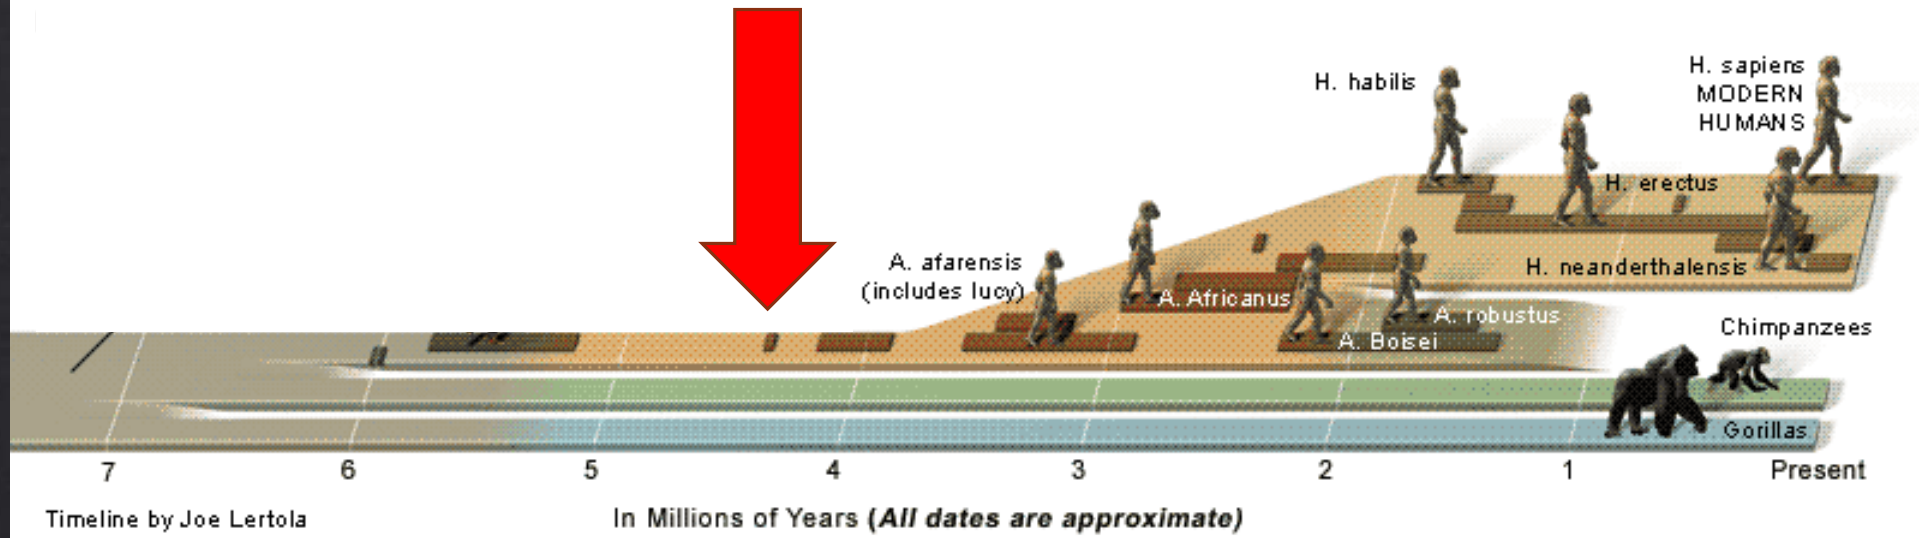 H. habilis
H. sapiens
MODERN
HUMANS
H. erectus
A. afarensis
(includes lucy)
H. neanderthalensis
A. Africanus
A. robustus
A. Boisei
Chimpanzees
Gorillas
7 6 5 4 3 2 1 Present
Timeline by Joe Lertola
In Millions of Years (All dates are approximate)